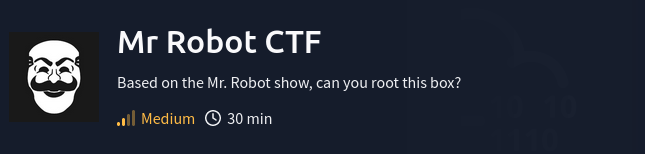 Mr Robot CTF
Based on the Mr. Robot show, can you root this box?
Medium 30 min